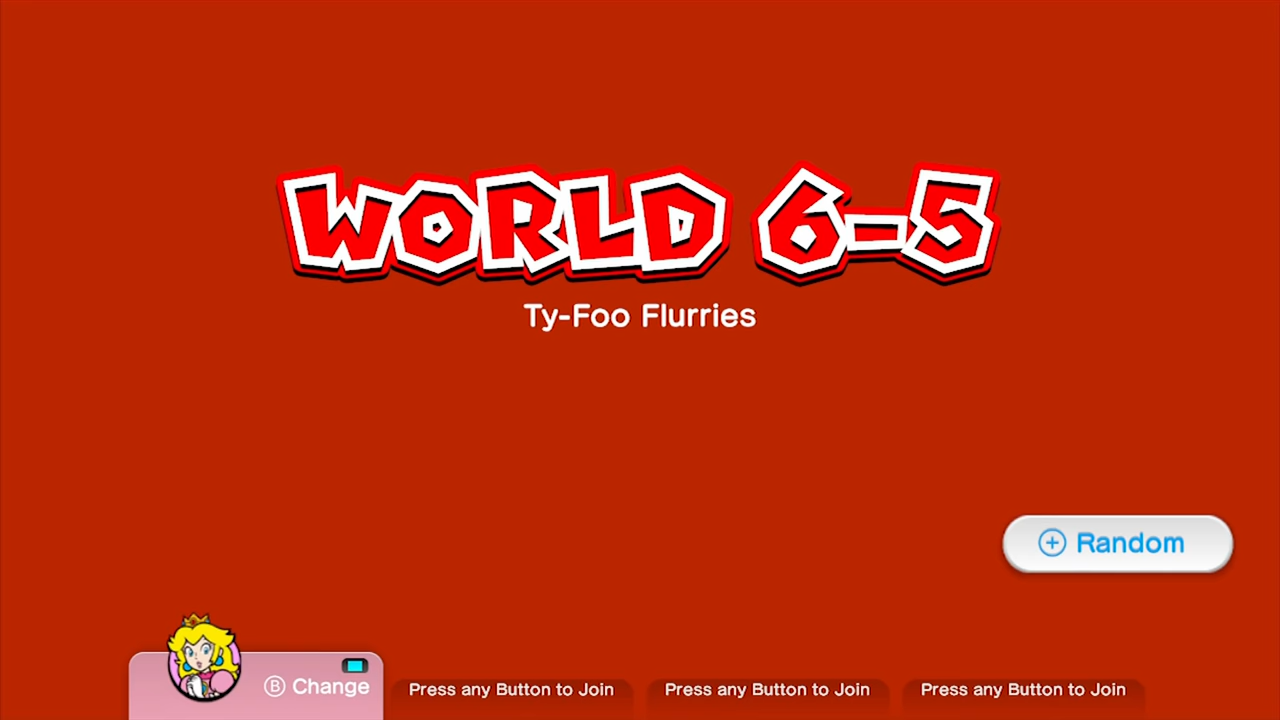 WORLD 6-5
Ty-Foo Flurries
+ Random
B Change
Press any Button to Join
Press any Button to Join
Press any Button to Join